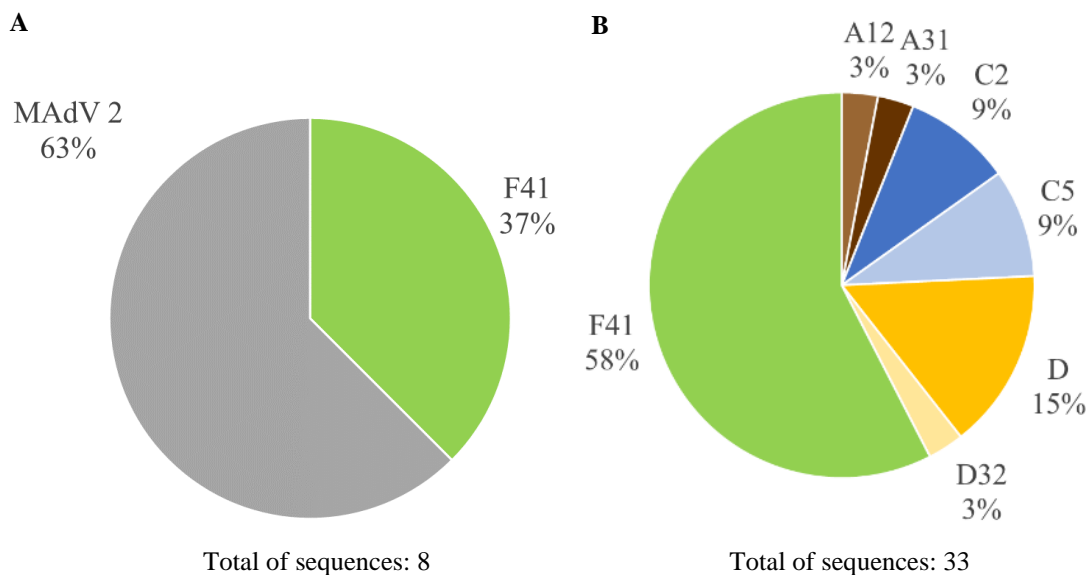 A
MAdV 2
63%
F41
37%
Total of sequences: 8
B
A12
3%
A31
3%
C2
9%
C5
9%
D
15%
D32
3%
F41
58%
Total of sequences: 33